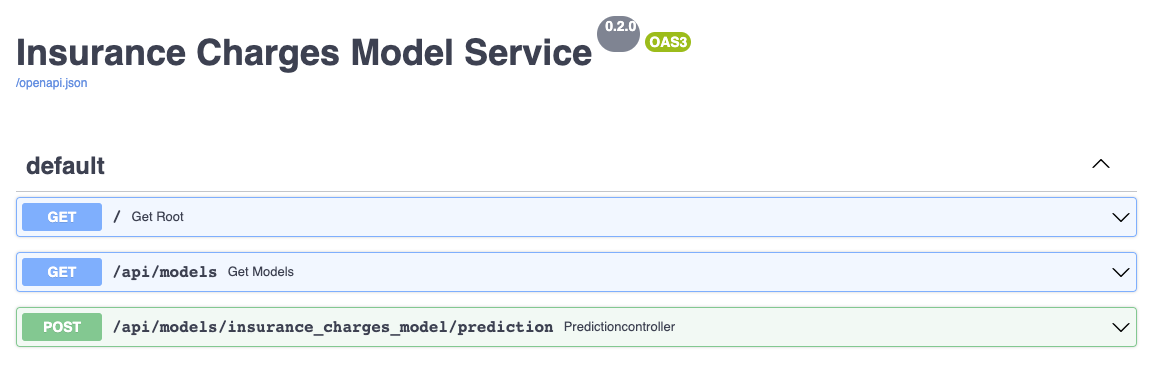 Insurance Charges Model Service 0.2.0 OAS3
/openapi.json
default
GET / Get Root
GET /api/models Get Models
POST /api/models/insurance_charges_model/prediction Predictioncontroller